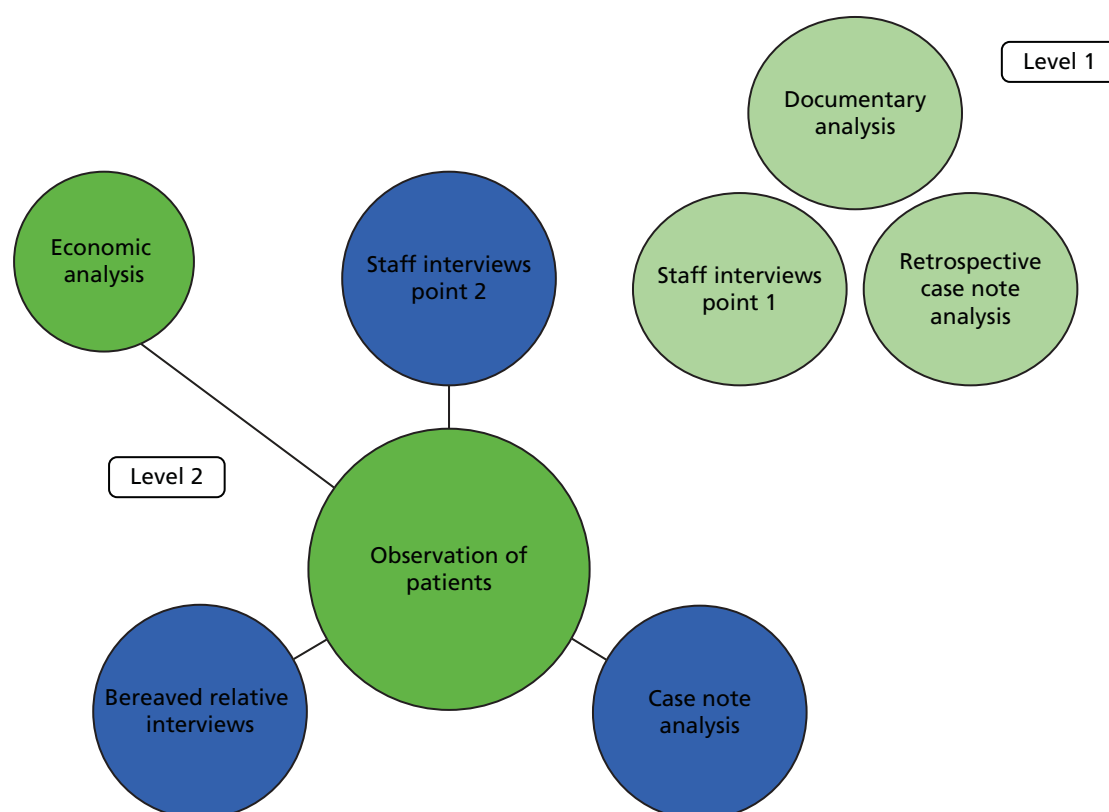 Level 1
Documentary
analysis
Economic
analysis
Staff interviews
point 2
Staff interviews
point 1
Retrospective
case note
analysis
Level 2
Observation of
patients
Bereaved relative
interviews
Case note
analysis